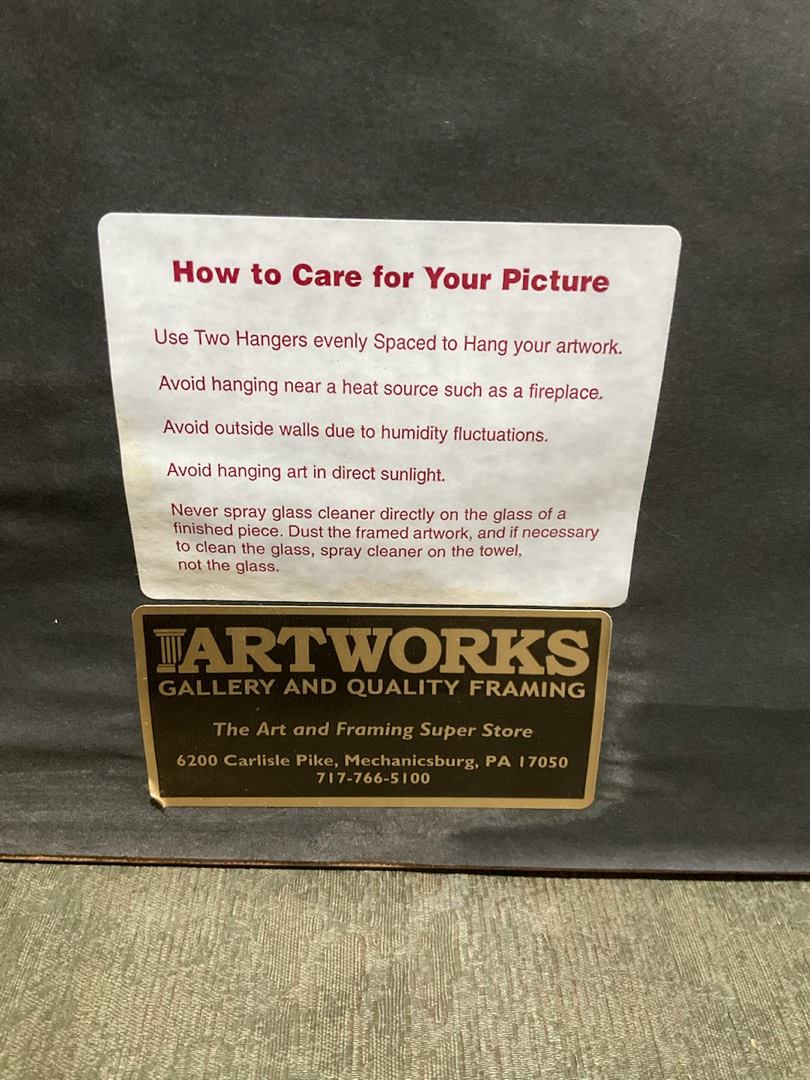 How to Care for Your Picture
Use Two Hangers evenly Spaced to Hang your artwork.
Avoid hanging near a heat source such as a fireplace.
Avoid outside walls due to humidity fluctuations.
Avoid hanging art in direct sunlight.
Never spray glass cleaner directly on the glass of a
finished piece. Dust the framed artwork, and if necessary
to clean the glass, spray cleaner on the towel,
not the glass.
ARTWORKS
GALLERY AND QUALITY FRAMING
The Art and Framing Super Store
6200 Carlisle Pike, Mechanicsburg, PA 17050
717-766-5100